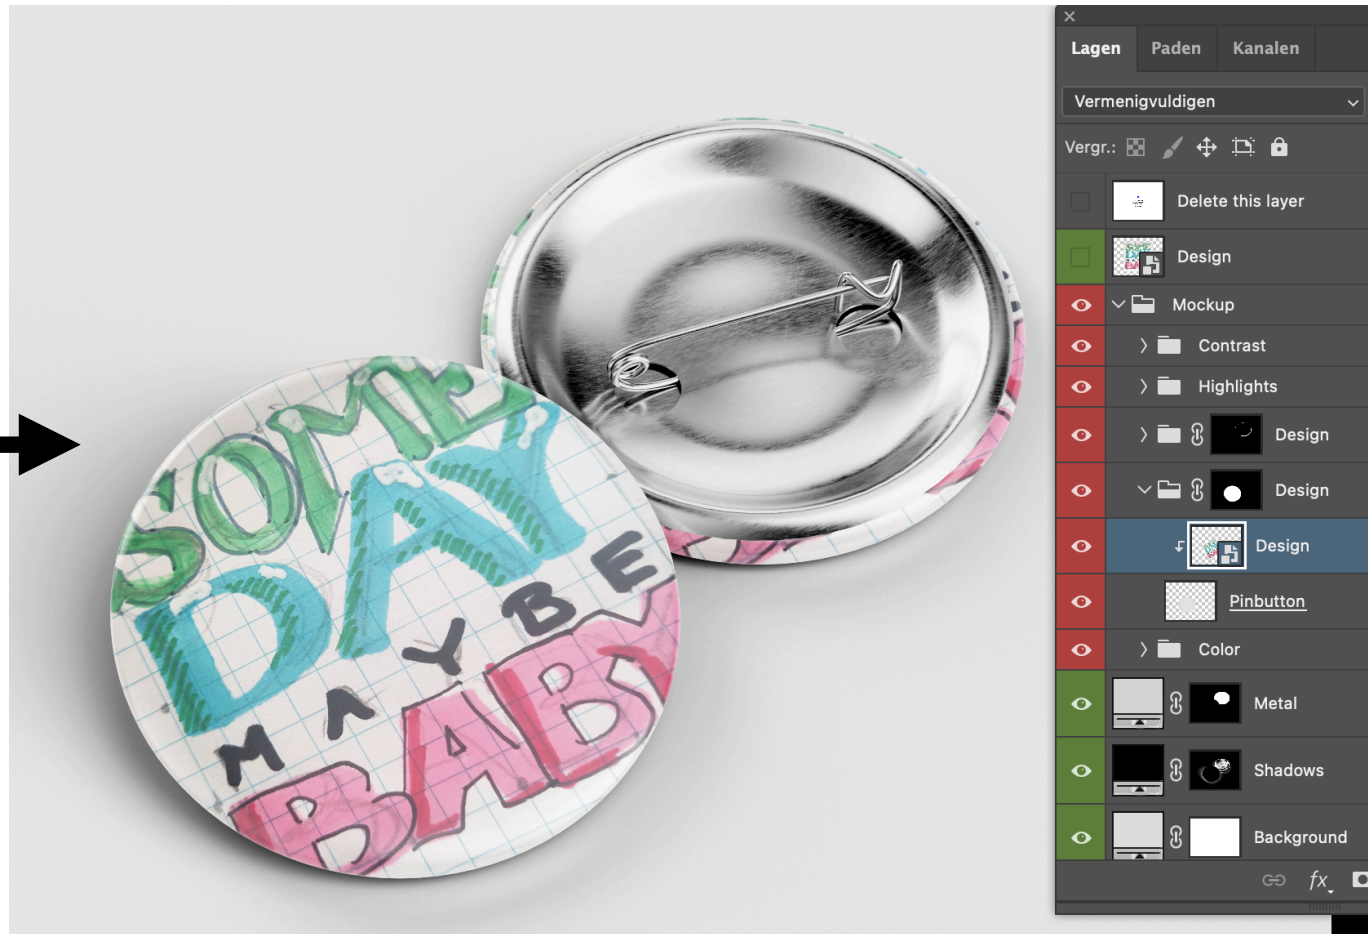 SOME
DAY
MAYBE
BABY
Lagen Paden Kanalen
Vermenigvuldigen
Vergr.:
Delete this layer
Design
Mockup
Contrast
Highlights
Design
Design
Design
Pinbutton
Color
Metal
Shadows
Background
fx